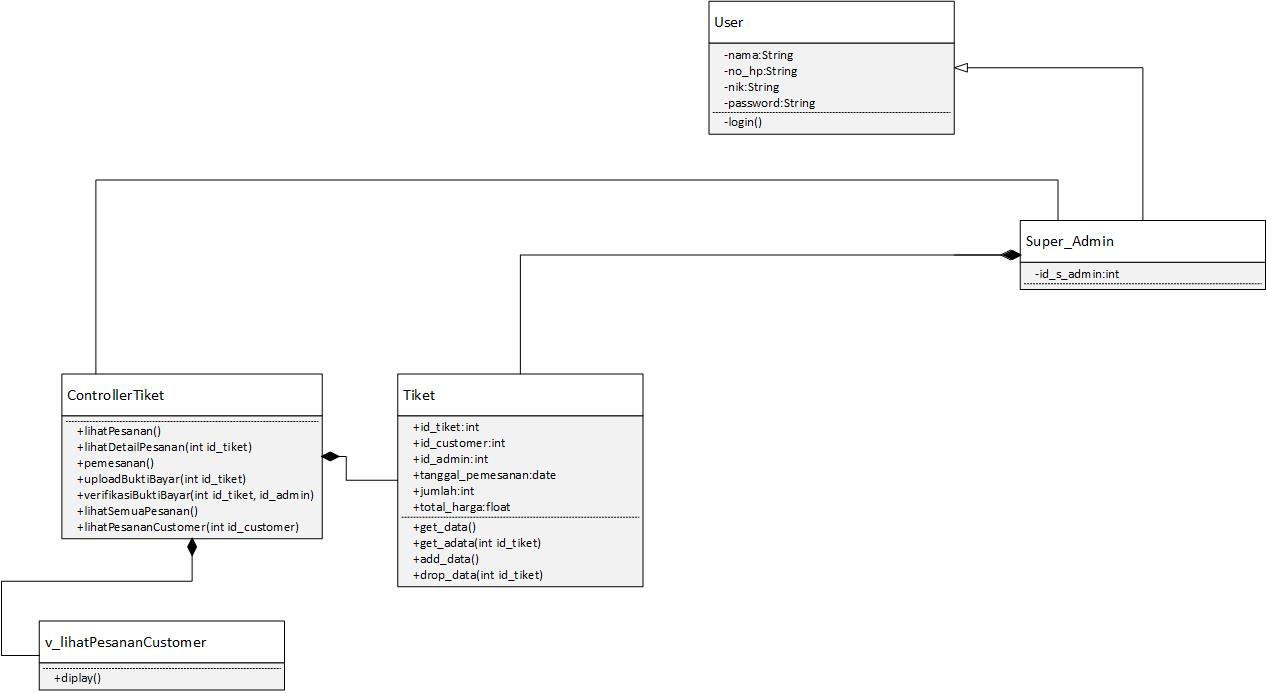 User
-nama:String
-no_hp:String
-nik:String
-password:String
-login()
Super_Admin
-id_s_admin:int
ControllerTiket
+lihatPesanan()
+lihatDetailPesanan(int id_tiket)
+pemesanan()
+uploadBuktiBayar(int id_tiket)
+verifikasiBuktiBayar(int id_tiket, id_admin)
+lihatSemuaPesanan()
+lihatPesananCustomer(int id_customer)
Tiket
+id_tiket:int
+id_customer:int
+id_admin:int
+tanggal_pemesanan:date
+jumlah:int
+total_harga:float
+get_data()
+get_adata(int id_tiket)
+add_data()
+drop_data(int id_tiket)
v_lihatPesananCustomer
+diplay()